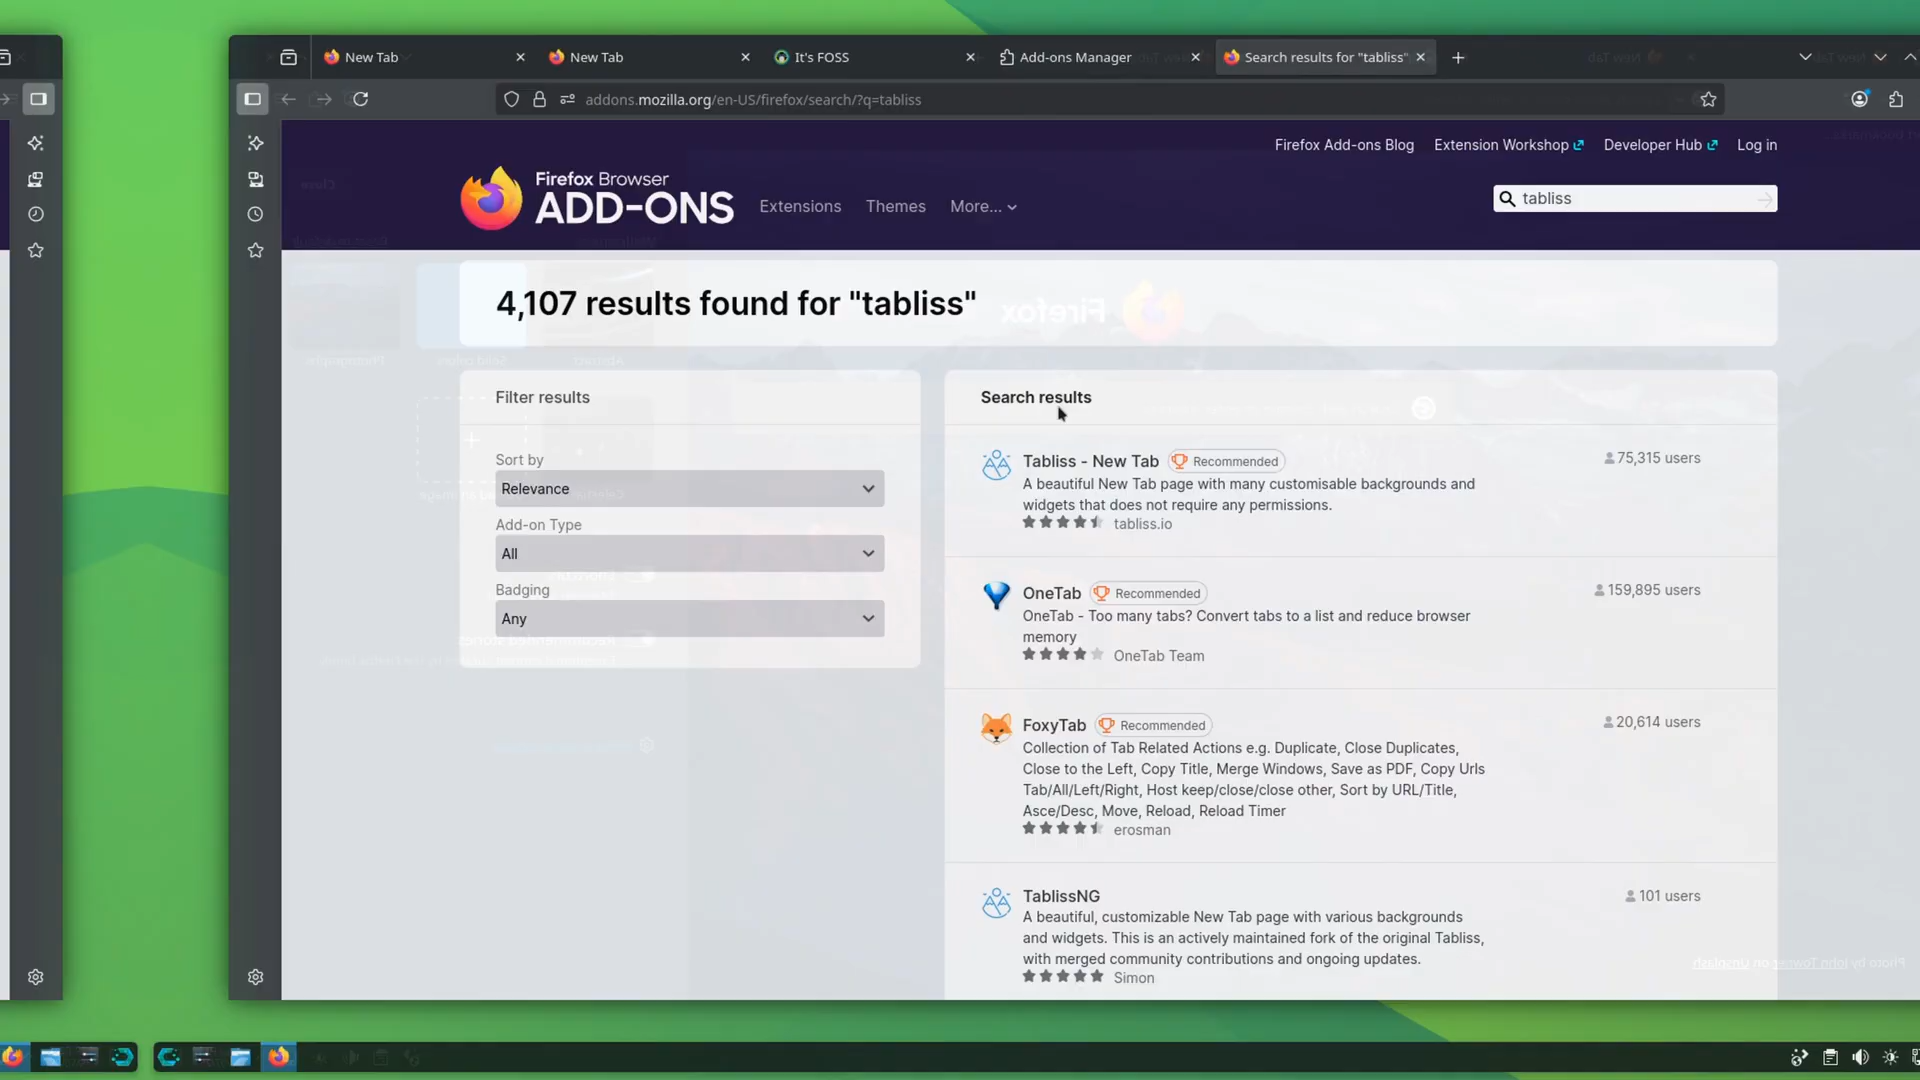 New Tab
New Tab
It's FOSS
Add-ons Manager
Search results for "tabliss"
addons.mozilla.org/en-US/firefox/search/?q=tabliss
Firefox Add-ons Blog
Extension Workshop
Developer Hub
Log in
Firefox Browser
ADD-ONS
Extensions
Themes
More...
tabliss
4,107 results found for "tabliss"
Firefox
Filter results
Sort by
Relevance
Add-on Type
All
Badging
Any
Search results
Tabliss - New Tab
Recommended
75,315 users
A beautiful New Tab page with many customisable backgrounds and
widgets that does not require any permissions.
tabliss.io
OneTab
Recommended
159,895 users
OneTab - Too many tabs? Convert tabs to a list and reduce browser
memory
OneTab Team
FoxyTab
Recommended
20,614 users
Collection of Tab Related Actions e.g. Duplicate, Close Duplicates,
Close to the Left, Copy Title, Merge Windows, Save as PDF, Copy Urls
Tab/All/Left/Right, Host keep/close/close other, Sort by URL/Title,
Asce/Desc, Move, Reload, Reload Timer
erosman
TablissNG
101 users
A beautiful, customizable New Tab page with various backgrounds
and widgets. This is an actively maintained fork of the original Tabliss,
with merged community contributions and ongoing updates.
Simon
Photo by John Towner on Unsplash